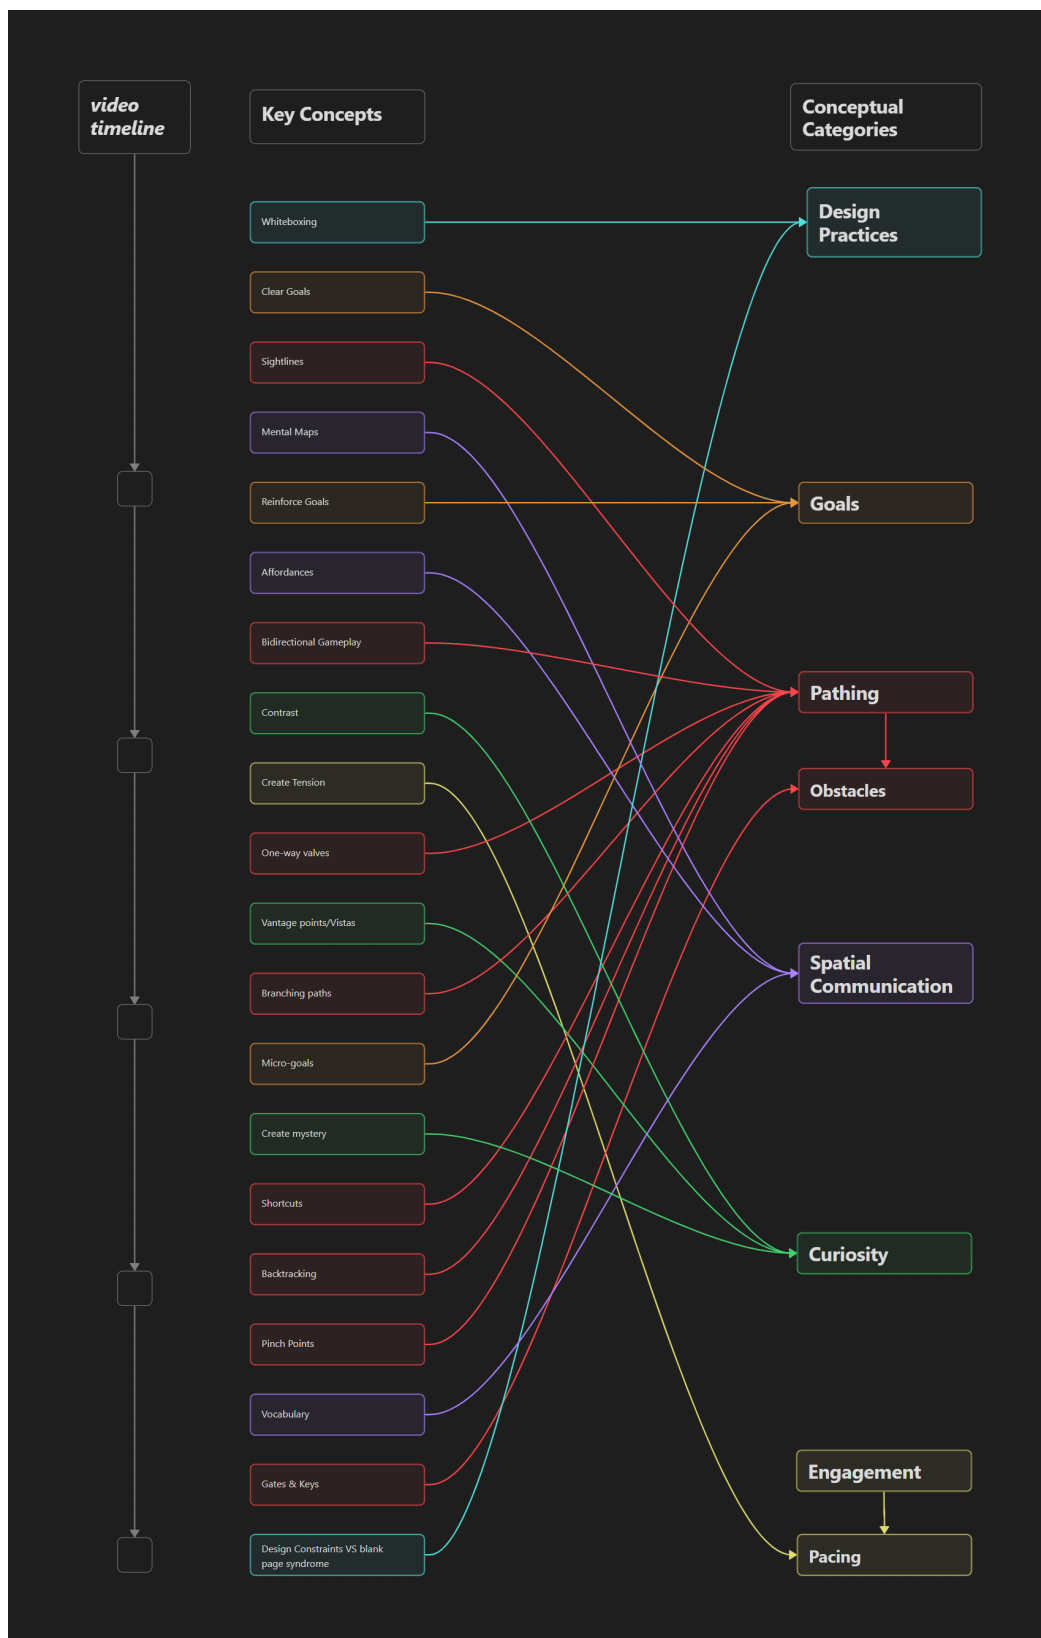 video
timeline
Key Concepts
Conceptual
Categories
Whiteboxing
Clear Goals
Sightlines
Mental Maps
Reinforce Goals
Affordances
Bidirectional Gameplay
Contrast
Create Tension
One-way valves
Vantage points/Vistas
Branching paths
Micro-goals
Create mystery
Shortcuts
Backtracking
Pinch Points
Vocabulary
Gates & Keys
Design Constraints VS blank
page syndrome
Design
Practices
Goals
Pathing
Obstacles
Spatial
Communication
Curiosity
Engagement
Pacing